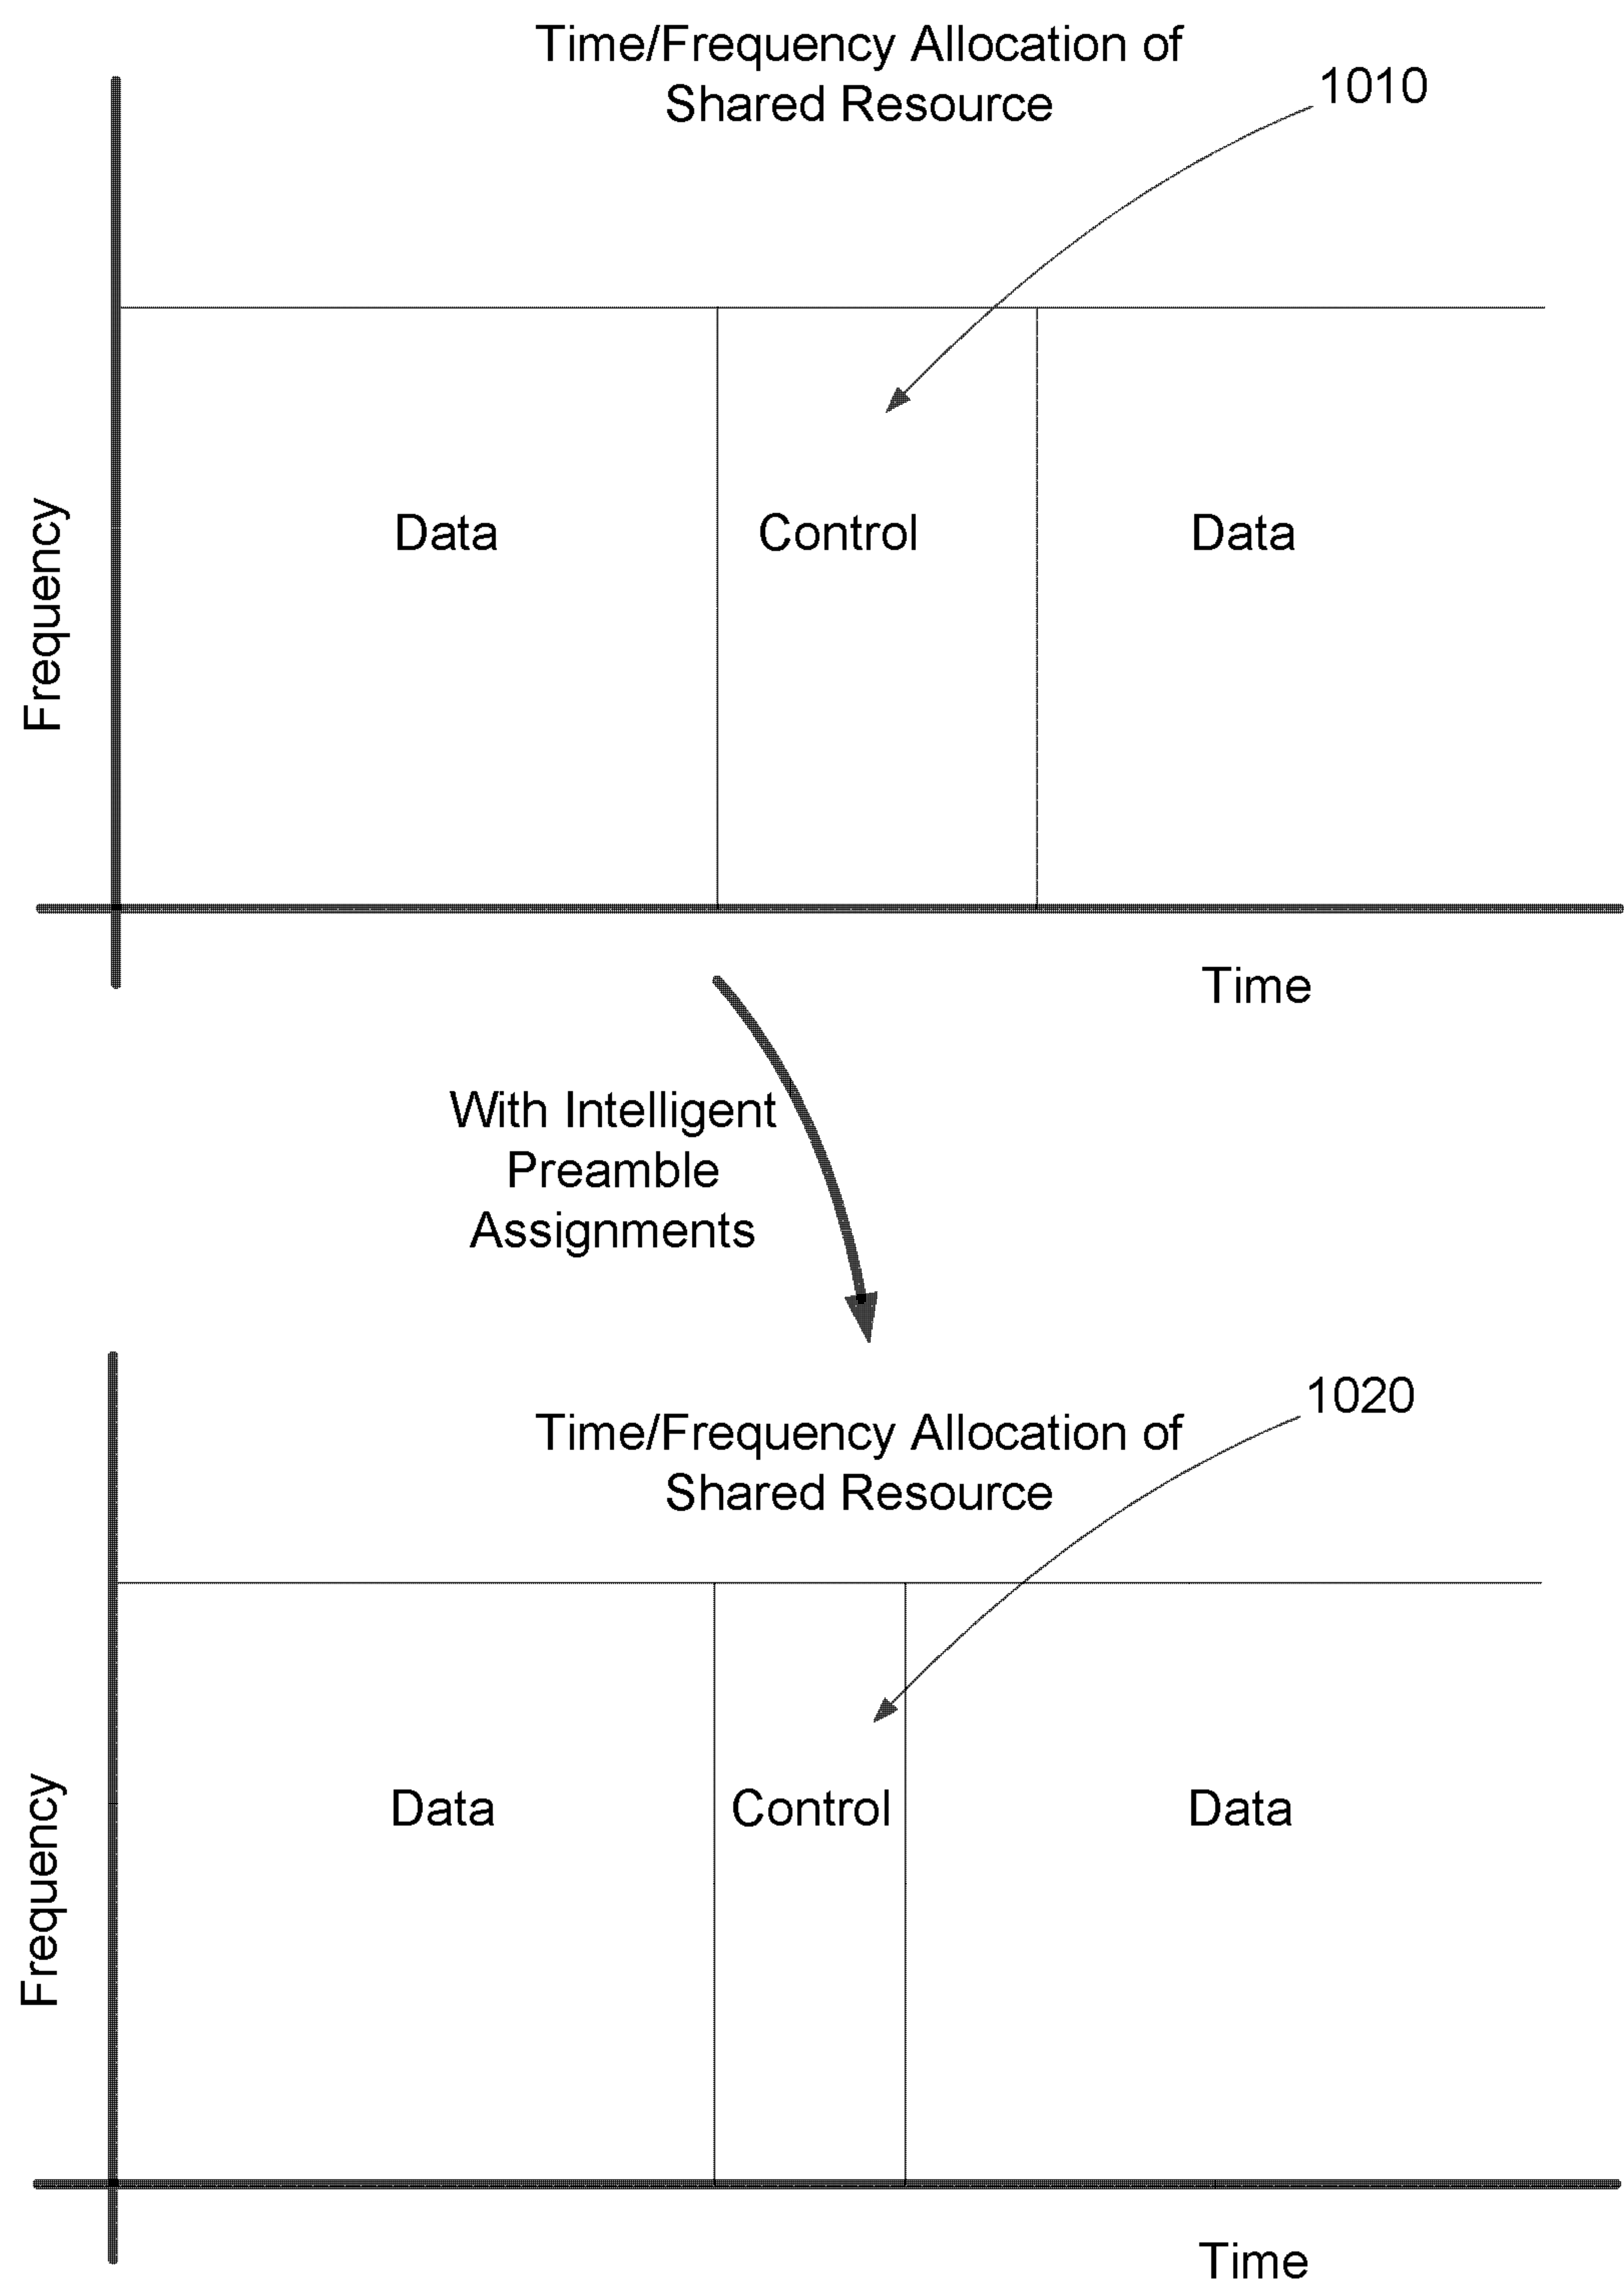 Time/Frequency Allocation of
Shared Resource
1010
Frequency
Data
Control
Data
Time
With Intelligent
Preamble
Assignments
Time/Frequency Allocation of
Shared Resource
1020
Frequency
Data
Control
Data
Time